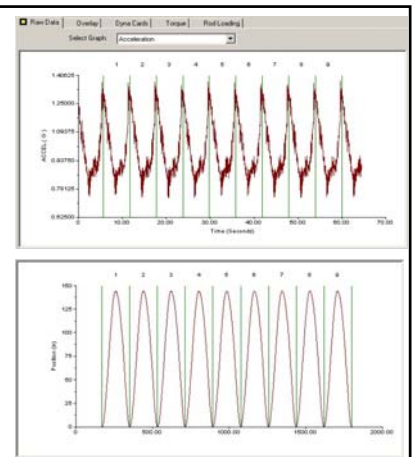 Raw Data Overlay Dyna Cards Torque Rod Loading
Select Graph: Acceleration
1 2 3 4 5 6 7 8 9
1.40625
1.25000
1.09375
0.93750
0.78125
0.62500
ACCEL (G)
0 10.00 20.00 30.00 40.00 50.00 60.00 70.00
Time (Seconds)
1 2 3 4 5 6 7 8 9
150
125
100
75
50
25
0
Position (in)
0 500.00 1000.00 1500.00 2000.00